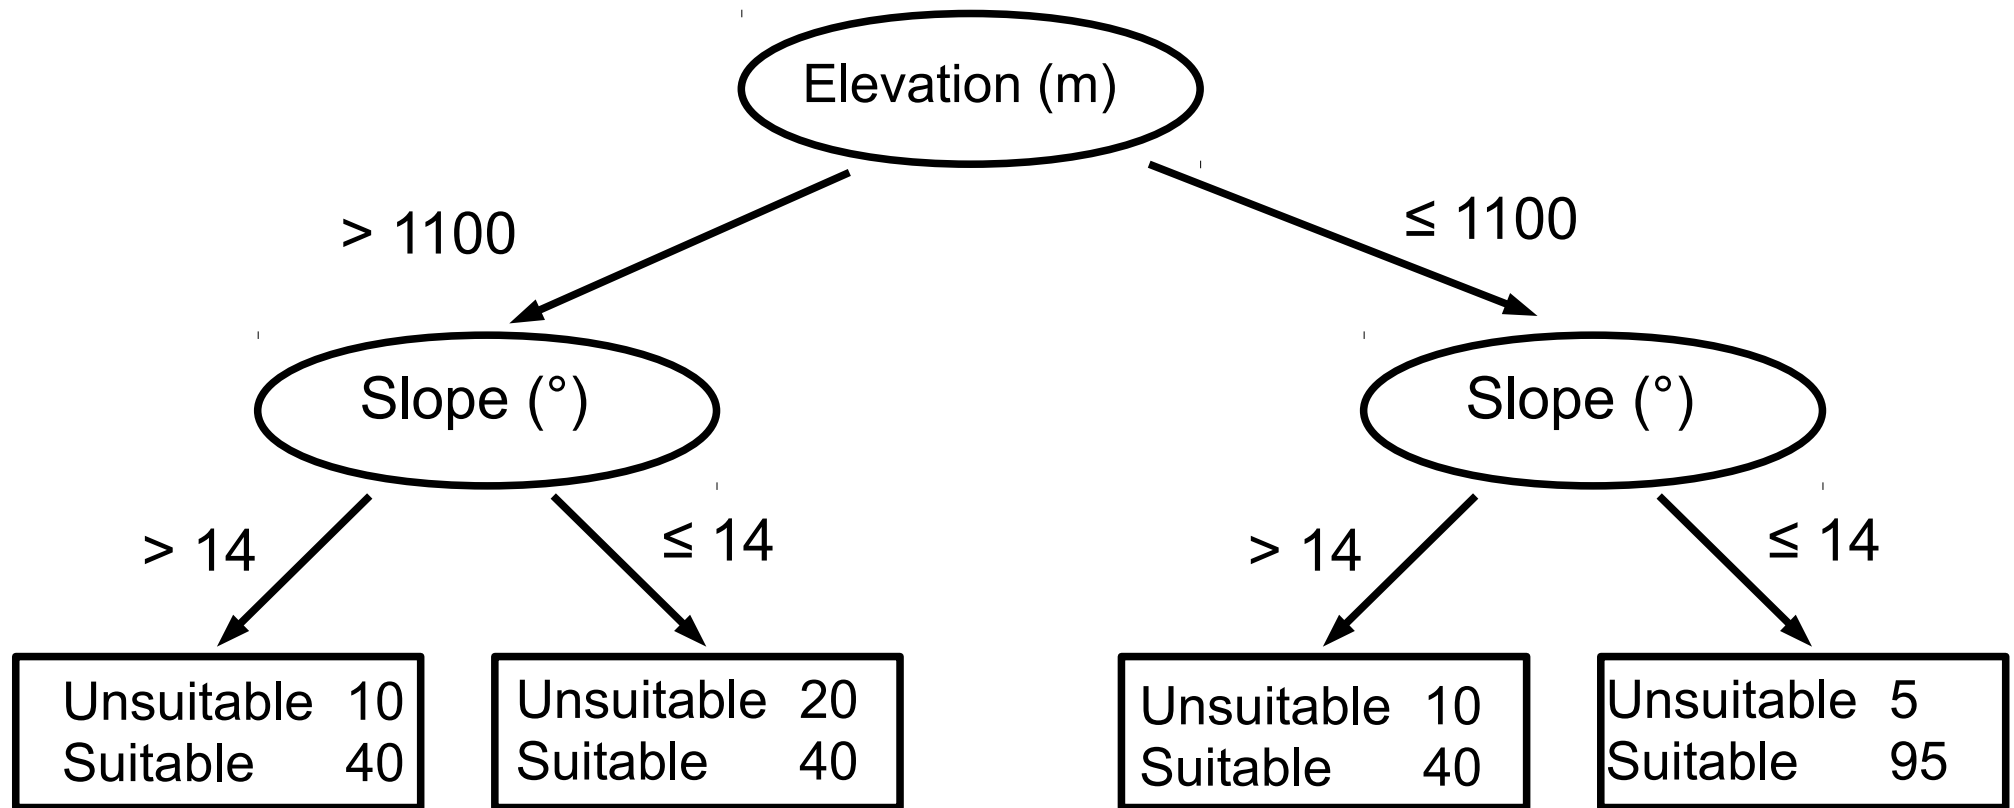 Elevation (m)
> 1100
≤ 1100
Slope (°)
Slope (°)
> 14
≤ 14
> 14
≤ 14
Unsuitable 10
Suitable 40
Unsuitable 20
Suitable 40
Unsuitable 10
Suitable 40
Unsuitable 5
Suitable 95